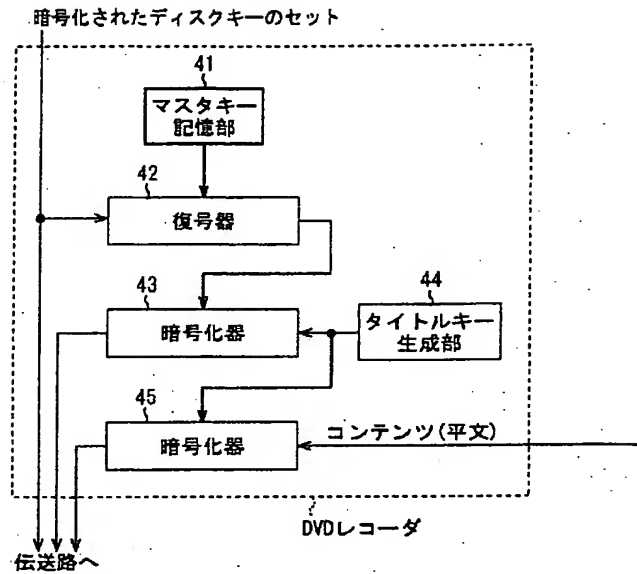 暗号化されたディスクキーのセット
41
マスタキー
記憶部
42
復号器
43
暗号化器
44
タイトルキー
生成部
45
暗号化器
コンテンツ(平文)
DVDレコーダ
伝送路へ